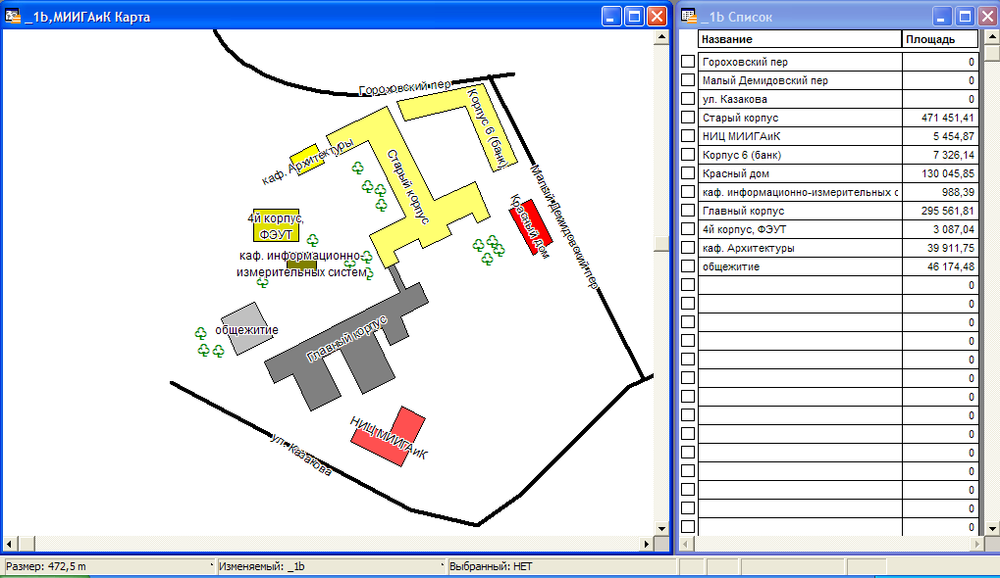 _1b,МИИГАиК Карта
Гороховский пер
Корпус 6 (банк)
каф. Архитектуры
Старый корпус
Малый Демидовский пер
Красный дом
4й корпус,
ФЭУТ
каф. информационно-
измерительных систем
общежитие
Главный корпус
НИЦ МИИГАиК
ул. Казакова
_1b Список
Название Площадь
Гороховский пер 0
Малый Демидовский пер 0
ул. Казакова 0
Старый корпус 471 451,41
НИЦ МИИГАиК 5 454,87
Корпус 6 (банк) 7 326,14
Красный дом 130 045,85
каф. информационно-измерительных с 988,39
Главный корпус 295 561,81
4й корпус, ФЭУТ 3 087,04
каф. Архитектуры 39 911,75
общежитие 46 174,48
0
0
0
0
0
0
0
0
0
0
0
0
0
0
Размер: 472,5 m Изменяемый: _1b Выбранный: НЕТ